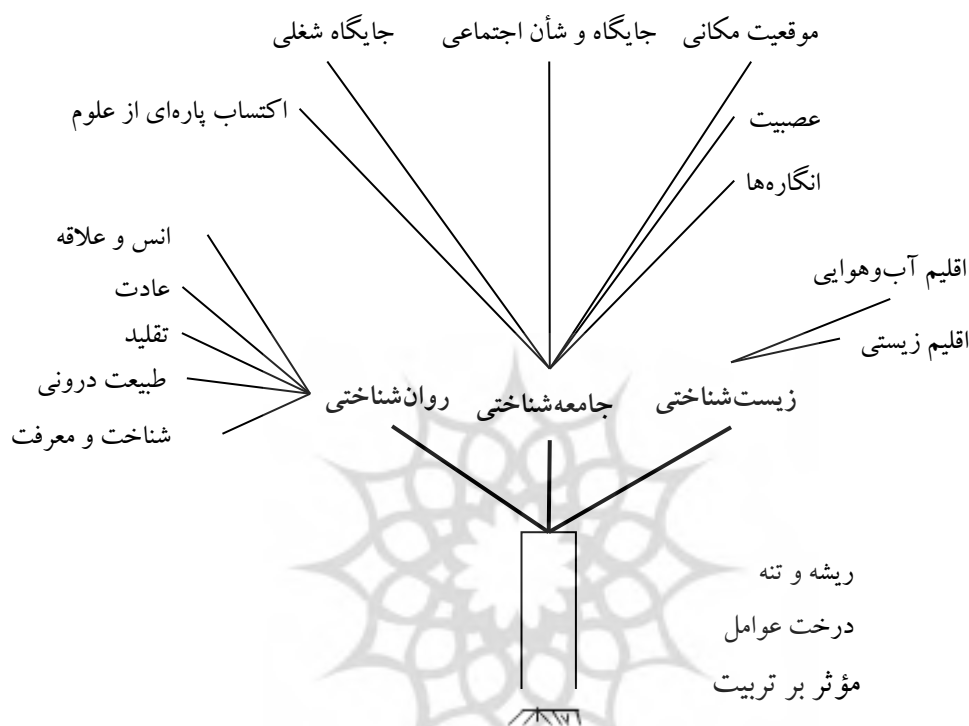 موقعیت مکانی
جایگاه و شأن اجتماعی
جایگاه شغلی
عصبیت
اکتساب پاره‌ای از علوم
انگاره‌ها
انس و علاقه
اقلیم آب‌وهوایی
عادت
تقلید
اقلیم زیستی
طبیعت درونی
شناخت و معرفت
زیست‌شناختی
جامعه‌شناختی
روان‌شناختی
ریشه و تنه
درخت عوامل
مؤثر بر تربیت